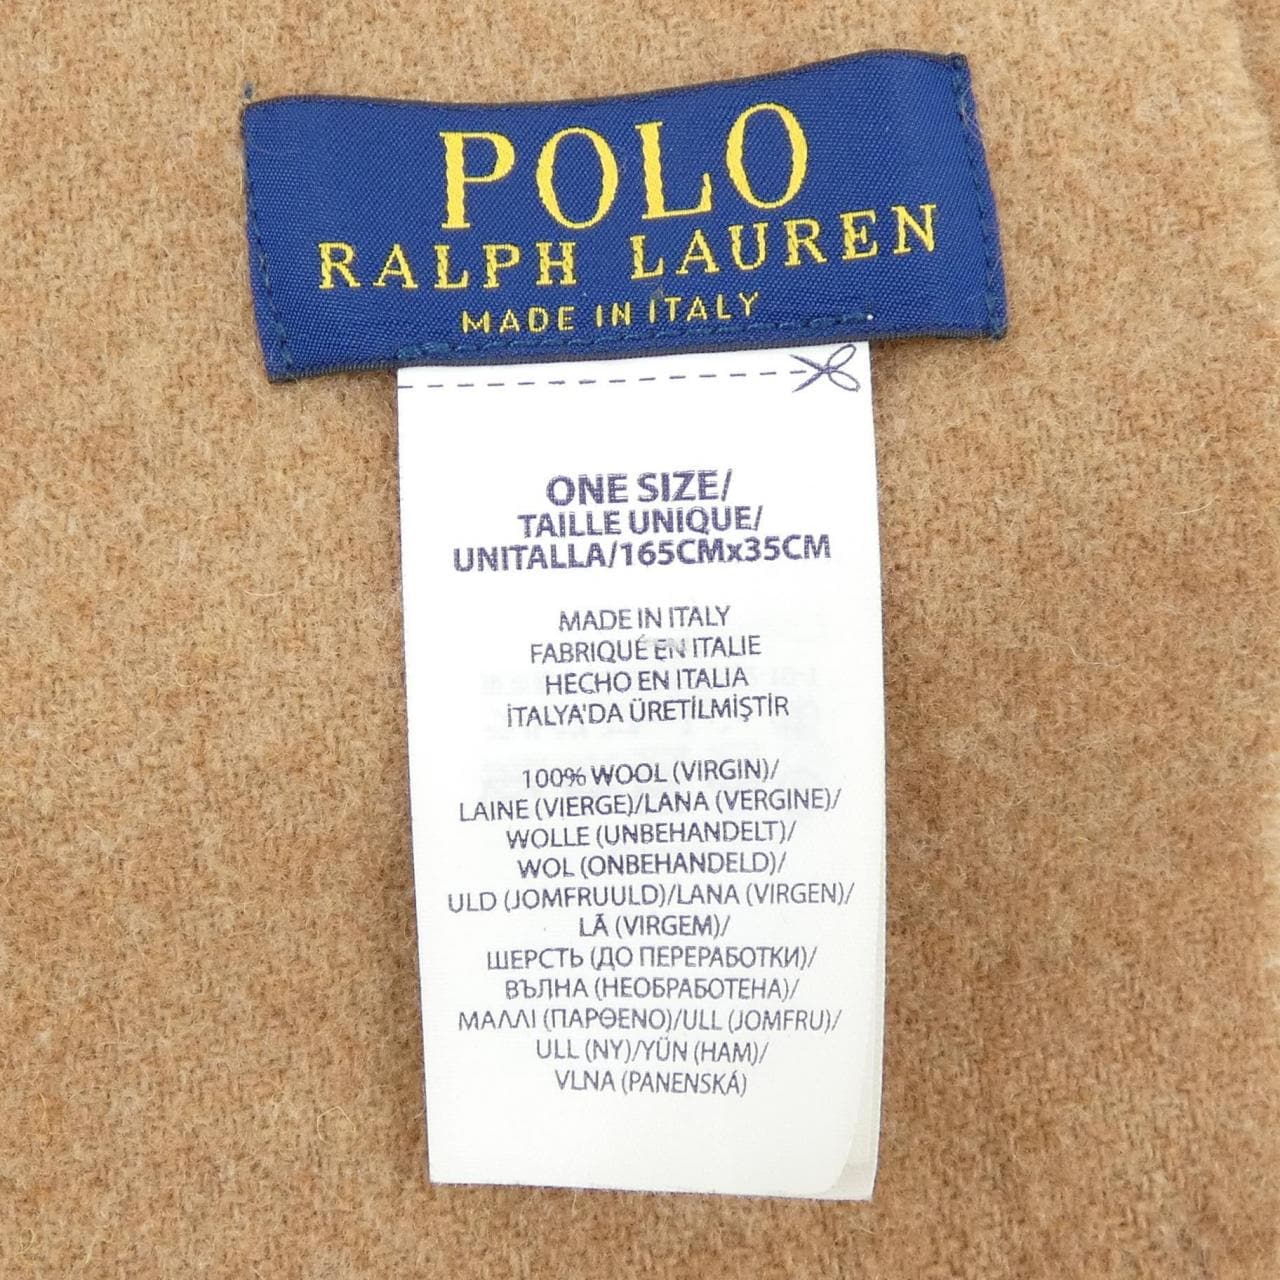 POLO
RALPH LAUREN
MADE IN ITALY
ONE SIZE/
TAILLE UNIQUE/
UNITALLA/165CMx35CM
MADE IN ITALY
FABRIQUÉ EN ITALIE
HECHO EN ITALIA
İTALYA'DA ÜRETİLMİŞTİR
100% WOOL (VIRGIN)/
LAINE (VIERGE)/LANA (VERGINE)/
WOLLE (UNBEHANDELT)/
WOL (ONBEHANDELD)/
ULD (JOMFRUULD)/LANA (VIRGEN)/
LÃ (VIRGEM)/
ШЕРСТЬ (ДО ПЕРЕРАБОТКИ)/
ВЪЛНА (НЕОБРАБОТЕНА)/
ΜΑΛΛΙ (ΠΑΡΘΕΝΟ)/ULL (JOMFRU)/
ULL (NY)/YÜN (HAM)/
VLNA (PANENSKÁ)